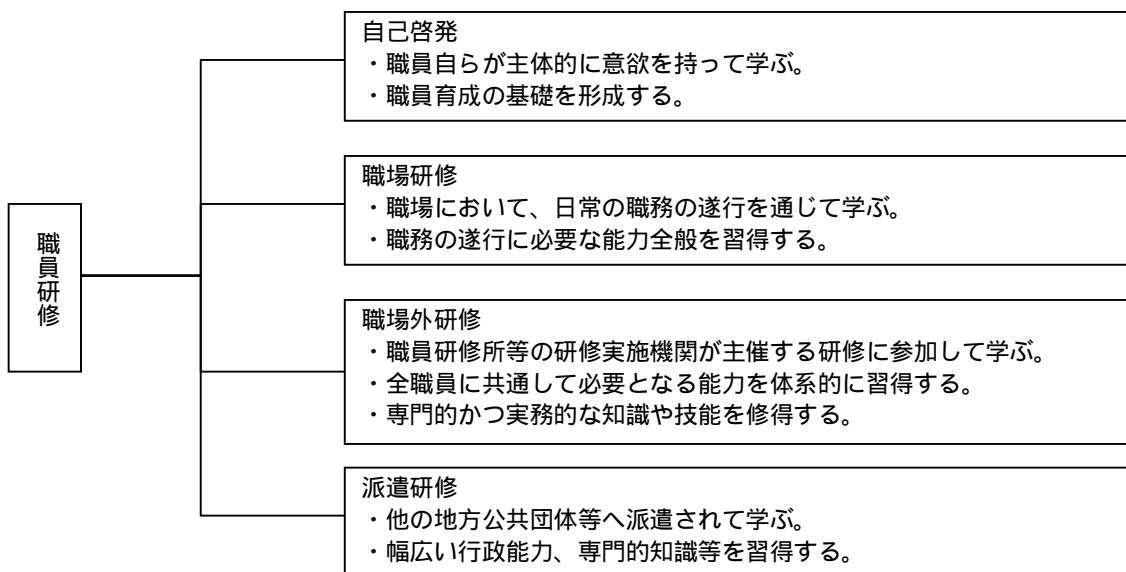 職員研修
自己啓発
・職員自らが主体的に意欲を持って学ぶ。
・職員育成の基礎を形成する。
職場研修
・職場において、日常の職務の遂行を通じて学ぶ。
・職務の遂行に必要な能力全般を習得する。
職場外研修
・職員研修所等の研修実施機関が主催する研修に参加して学ぶ。
・全職員に共通して必要となる能力を体系的に習得する。
・専門的かつ実務的な知識や技能を修得する。
派遣研修
・他の地方公共団体等へ派遣されて学ぶ。
・幅広い行政能力、専門的知識等を習得する。